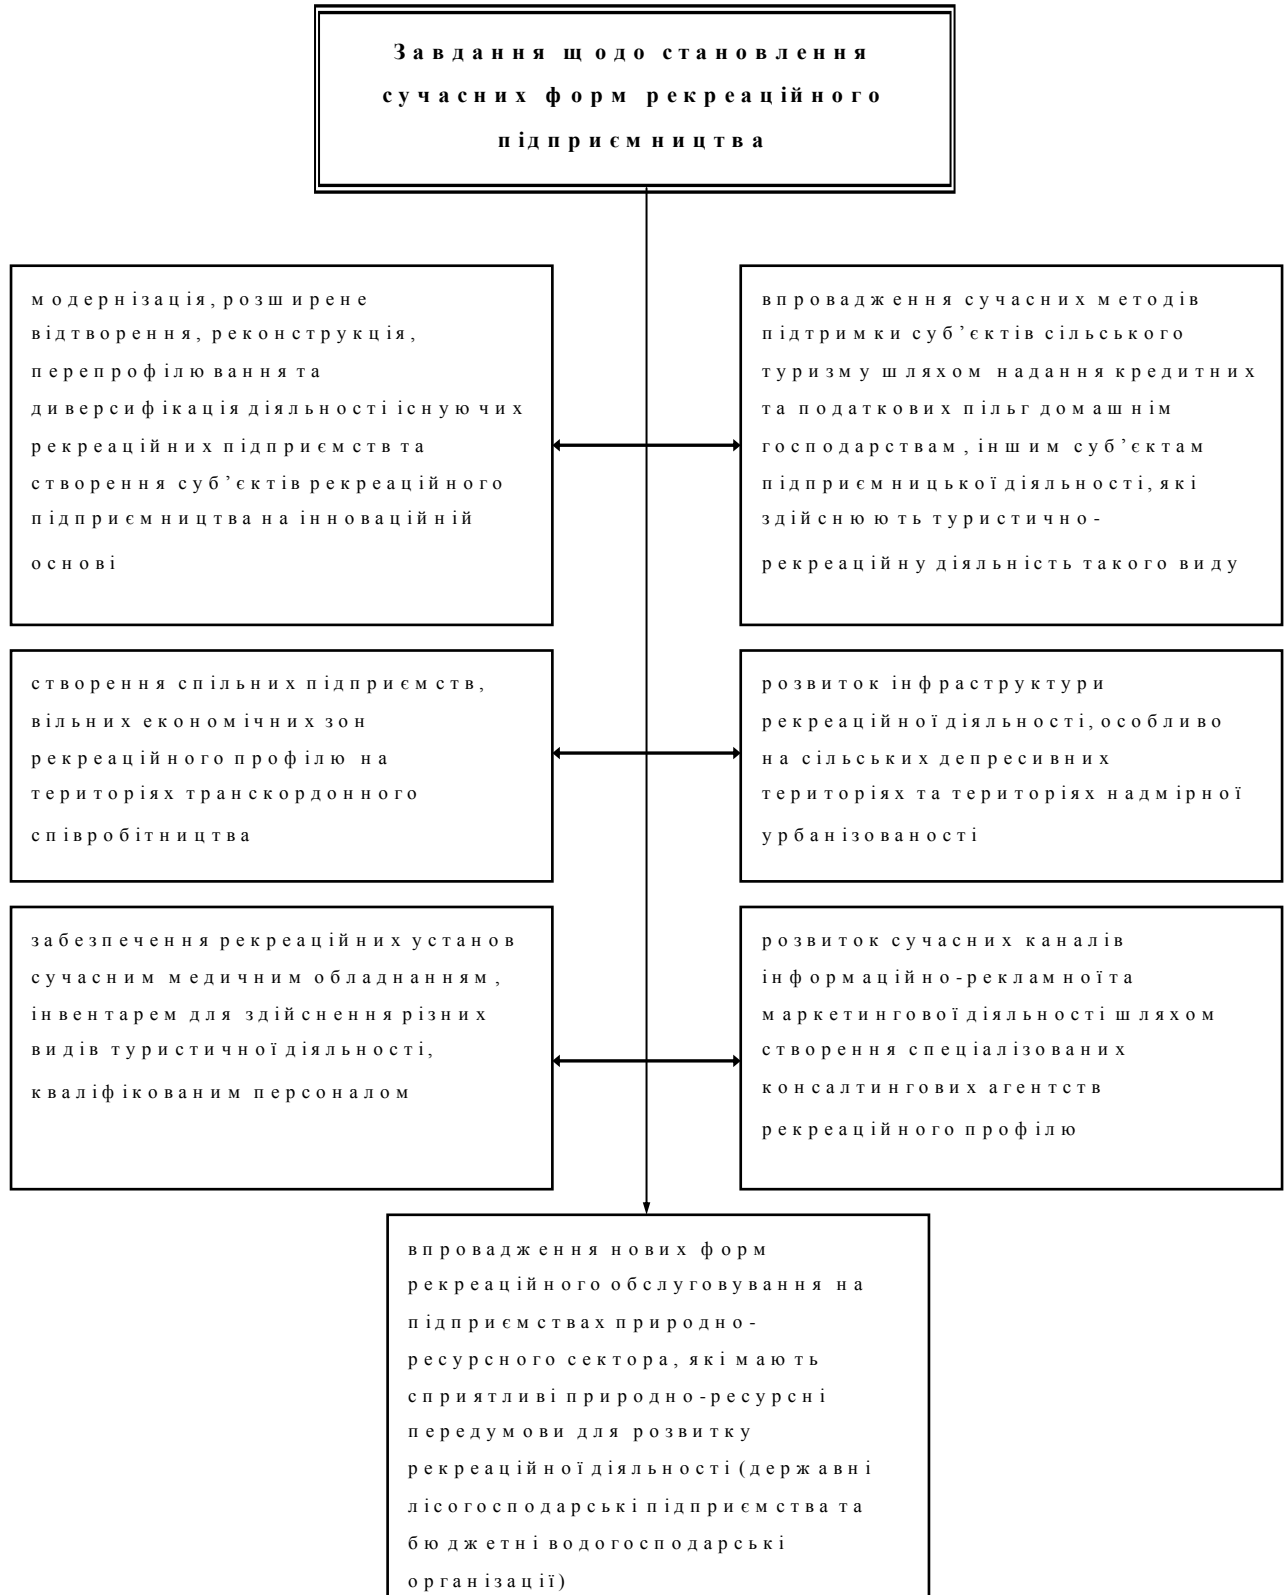 Завдання щодо становлення
сучасних форм рекреаційного
підприємництва
модернізація, розширене
відтворення, реконструкція,
перепрофілювання та
диверсифікація діяльності існуючих
рекреаційних підприємств та
створення суб’єктів рекреаційного
підприємництва на інноваційній
основі
впровадження сучасних методів
підтримки суб’єктів сільського
туризму шляхом надання кредитних
та податкових пільг домашнім
господарствам, іншим суб’єктам
підприємницької діяльності, які
здійснюють туристично-
рекреаційну діяльність такого виду
створення спільних підприємств,
вільних економічних зон
рекреаційного профілю на
територіях транскордонного
співробітництва
розвиток інфраструктури
рекреаційної діяльності, особливо
на сільських депресивних
територіях та територіях надмірної
урбанізованості
забезпечення рекреаційних установ
сучасним медичним обладнанням,
інвентарем для здійснення різних
видів туристичної діяльності,
кваліфікованим персоналом
розвиток сучасних каналів
інформаційно-рекламної та
маркетингової діяльності шляхом
створення спеціалізованих
консалтингових агентств
рекреаційного профілю
впровадження нових форм
рекреаційного обслуговування на
підприємствах природно-
ресурсного сектора, які мають
сприятливі природно-ресурсні
передумови для розвитку
рекреаційної діяльності (державні
лісогосподарські підприємства та
бюджетні водогосподарські
організації)